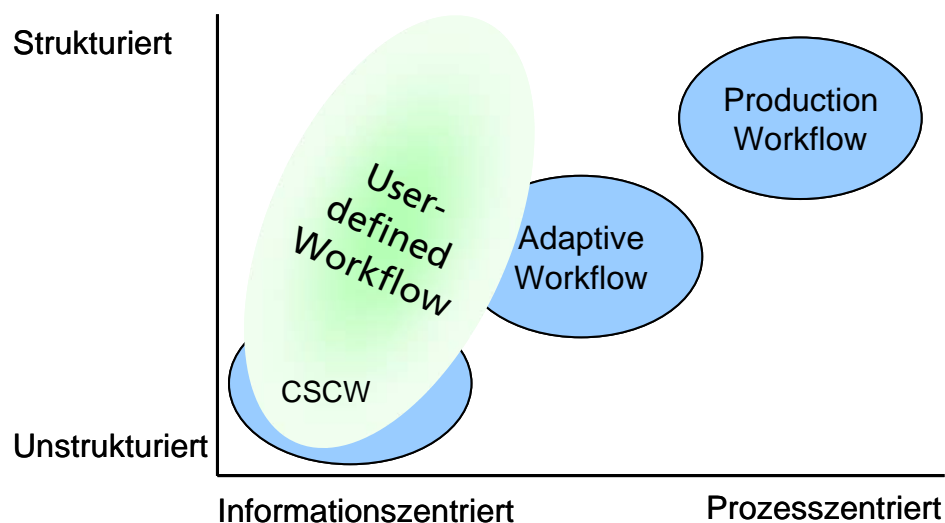 Strukturiert
Production
Workflow
User-
defined
Workflow
Adaptive
Workflow
CSCW
Unstrukturiert
Informationszentriert
Prozesszentriert